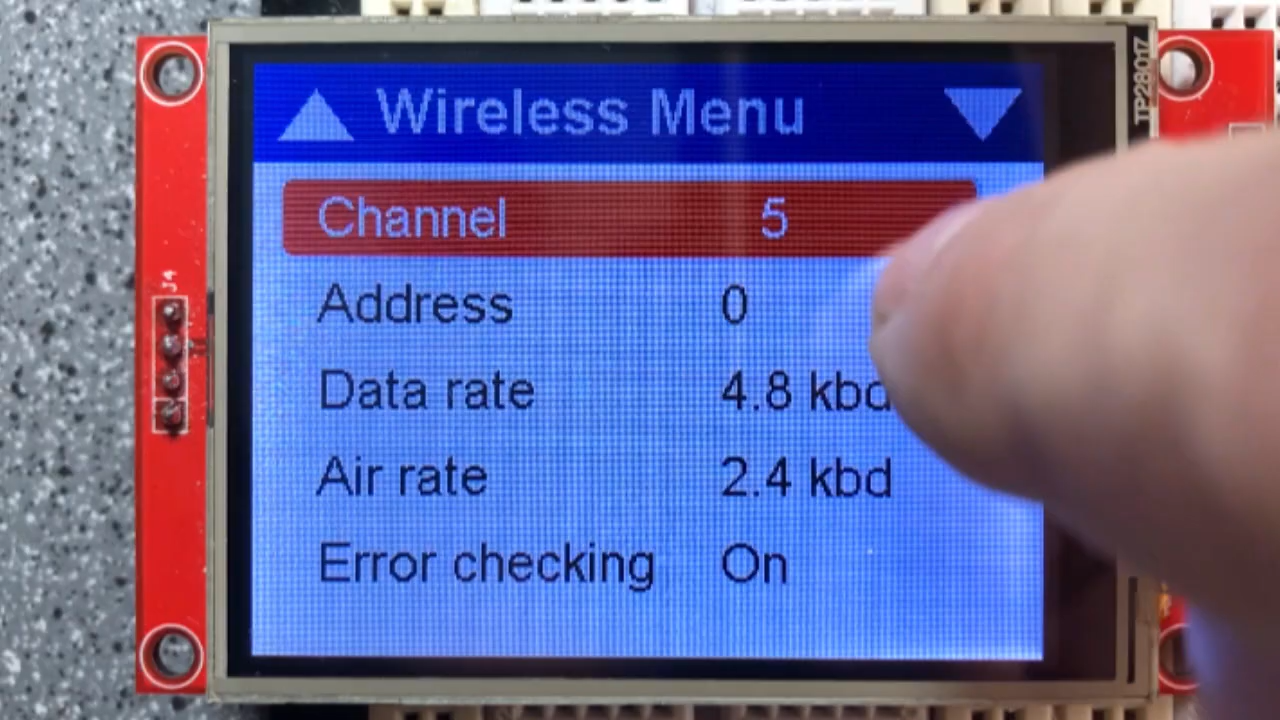 Wireless Menu
Channel 5
Address 0
Data rate 4.8 kbd
Air rate 2.4 kbd
Error checking On
J4
TP28017